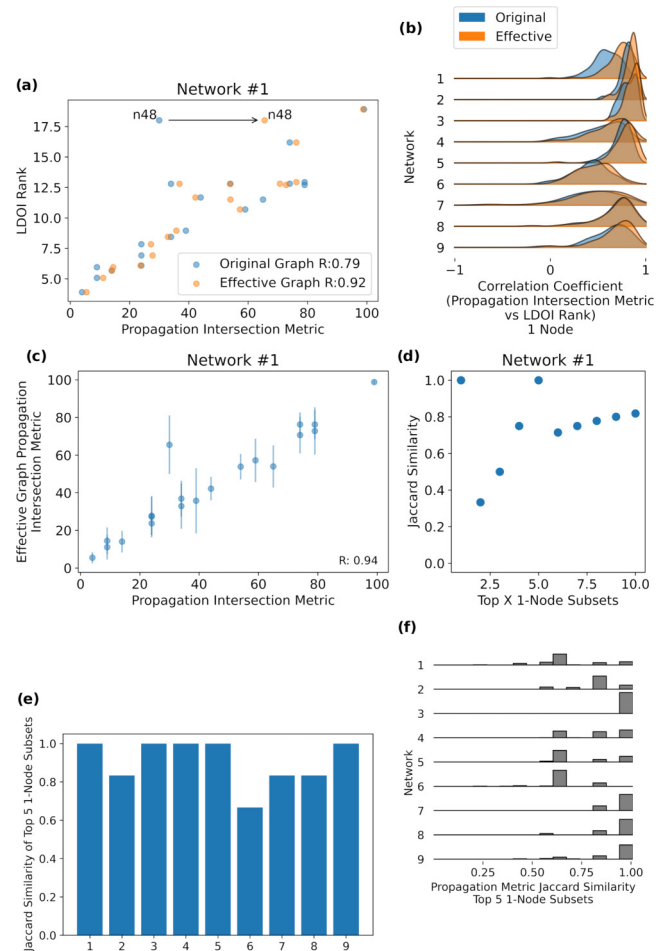 (a)
Network #1
LDOI Rank
17.5
15.0
12.5
10.0
7.5
5.0
n48
n48
Original Graph R:0.79
Effective Graph R:0.92
0
20
40
60
80
100
Propagation Intersection Metric
(b)
Original
Effective
Network
1
2
3
4
5
6
7
8
9
−1
0
1
Correlation Coefficient
(Propagation Intersection Metric
vs LDOI Rank)
1 Node
(c)
Network #1
Effective Graph Propagation
Intersection Metric
100
80
60
40
20
0
R: 0.94
0
20
40
60
80
100
Propagation Intersection Metric
(d)
Network #1
Jaccard Similarity
1.0
0.8
0.6
0.4
0.2
0.0
2.5
5.0
7.5
10.0
Top X 1-Node Subsets
(e)
Jaccard Similarity of Top 5 1-Node Subsets
1.0
0.8
0.6
0.4
0.2
0.0
1
2
3
4
5
6
7
8
9
(f)
Network
1
2
3
4
5
6
7
8
9
0.25
0.50
0.75
1.00
Propagation Metric Jaccard Similarity
Top 5 1-Node Subsets